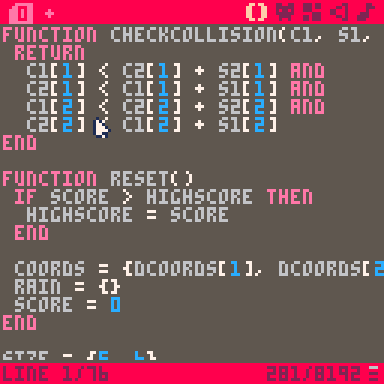 0 +
FUNCTION CHECKCOLLISION(C1, S1,
RETURN
C1[1] < C2[1] + S2[1] AND
C2[1] < C1[1] + S1[1] AND
C1[2] < C2[2] + S2[2] AND
C2[2] < C1[2] + S1[2]
END
FUNCTION RESET()
IF SCORE > HIGHSCORE THEN
HIGHSCORE = SCORE
END
COORDS = {DCOORDS[1], DCOORDS[2
RAIN = {}
SCORE = 0
END
LINE 1/76 281/8192